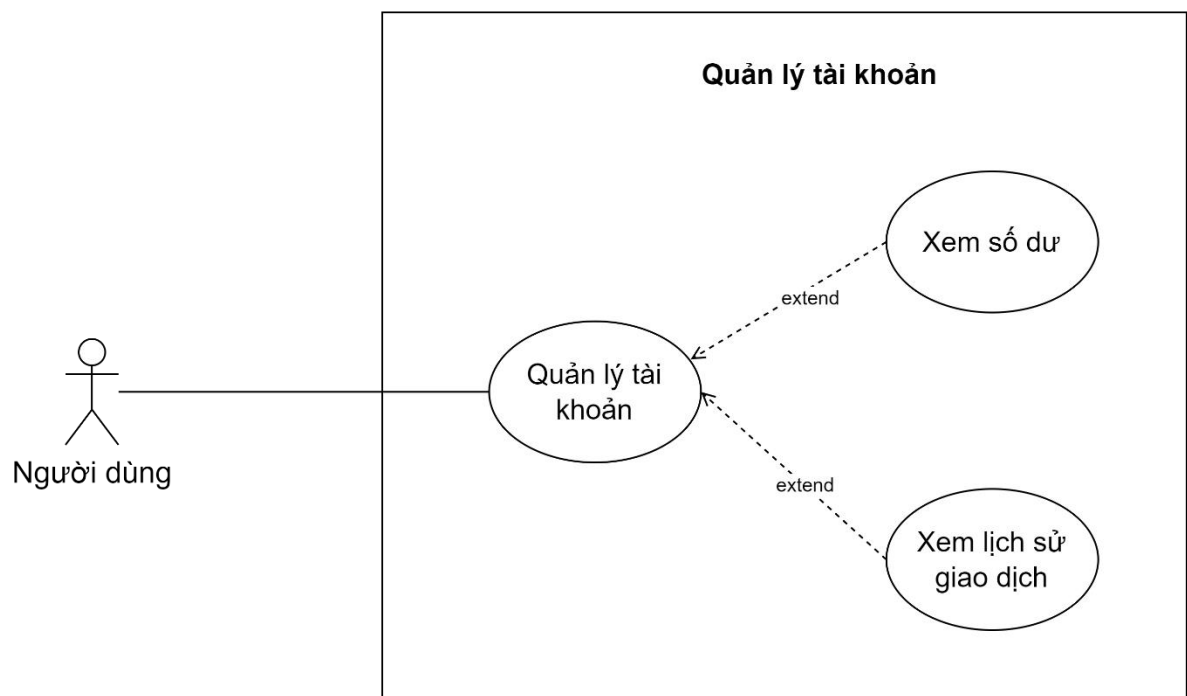 Quản lý tài khoản
Xem số dư
extend
Quản lý tài
khoản
Người dùng
extend
Xem lịch sử
giao dịch